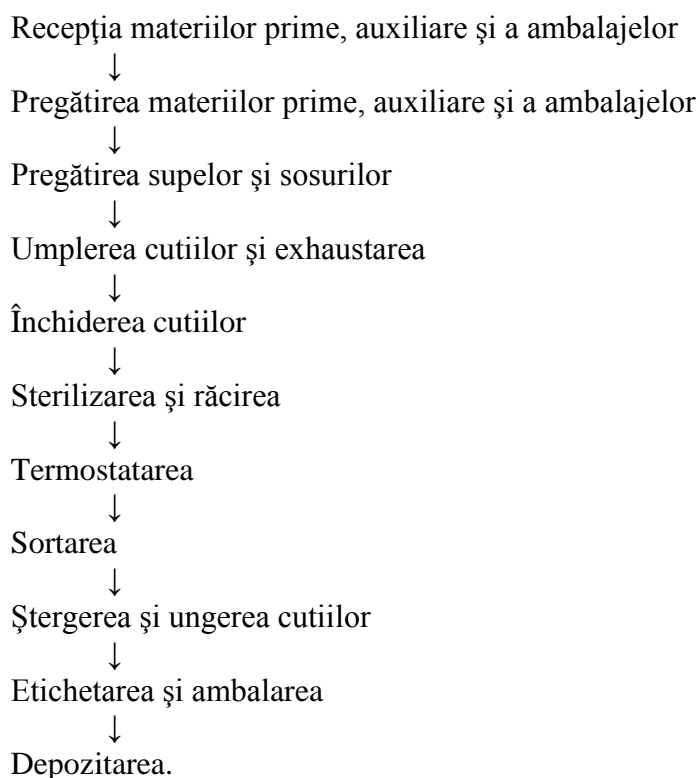 Recepţia materiilor prime, auxiliare şi a ambalajelor
↓
Pregătirea materiilor prime, auxiliare şi a ambalajelor
↓
Pregătirea supelor şi sosurilor
↓
Umplerea cutiilor şi exhaustarea
↓
Închiderea cutiilor
↓
Sterilizarea şi răcirea
↓
Termostatarea
↓
Sortarea
↓
Ştergerea şi ungerea cutiilor
↓
Etichetarea şi ambalarea
↓
Depozitarea.